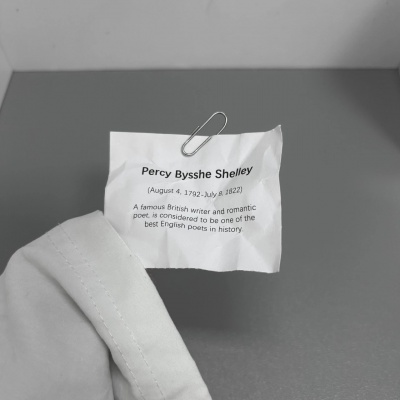 Percy Bysshe Shelley
(August 4, 1792-July 8, 1822)
A famous British writer and romantic
poet, is considered to be one of the
best English poets in history.